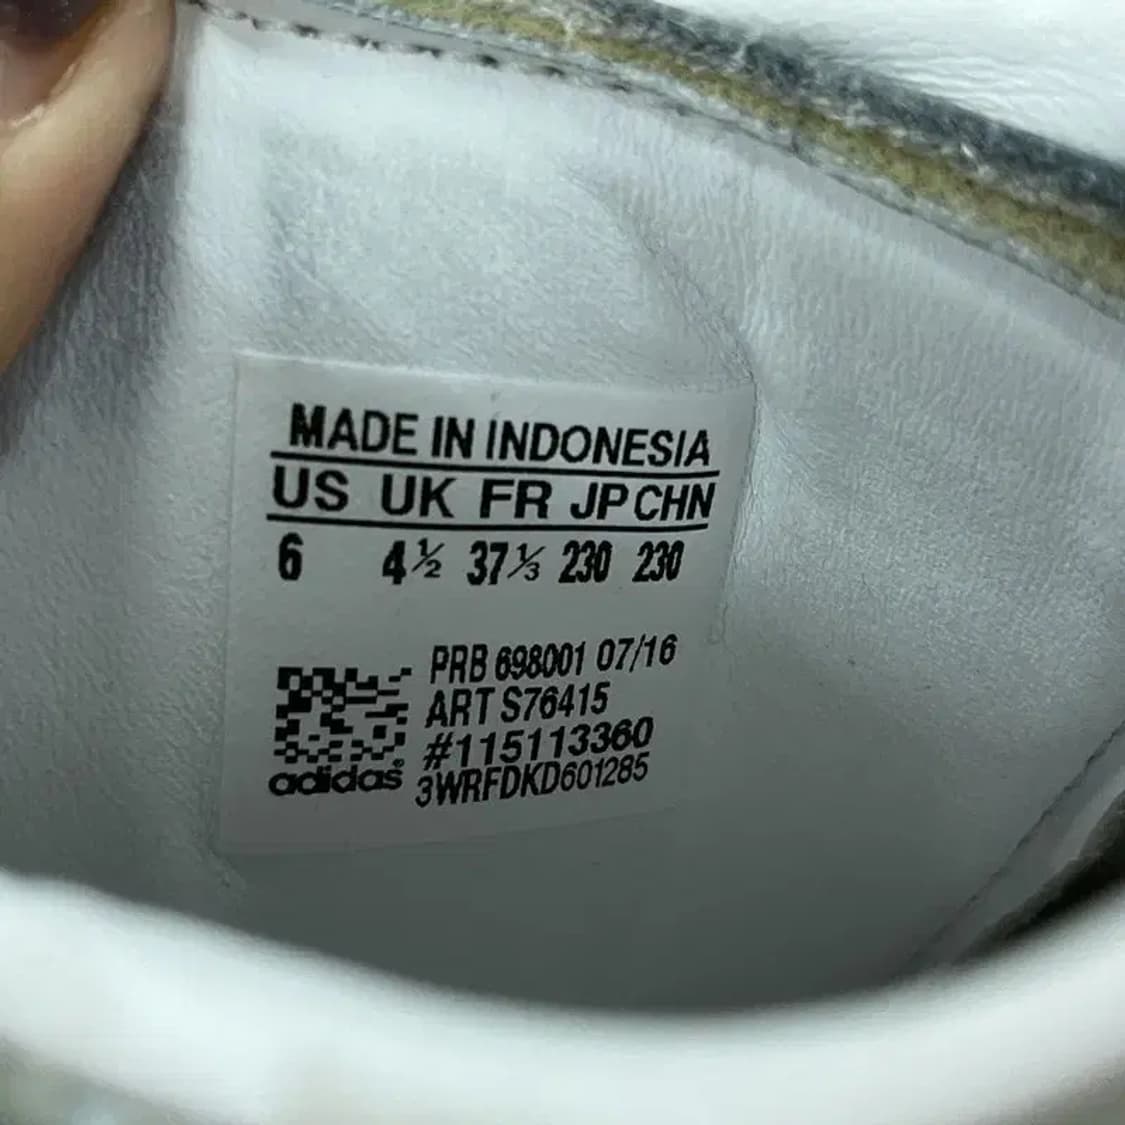 MADE IN INDONESIA
US UK FR JP CHN
6 4½ 37⅓ 230 230
PRB 698001 07/16
ART S76415
#115113360
adidas® 3WRFDKD601285